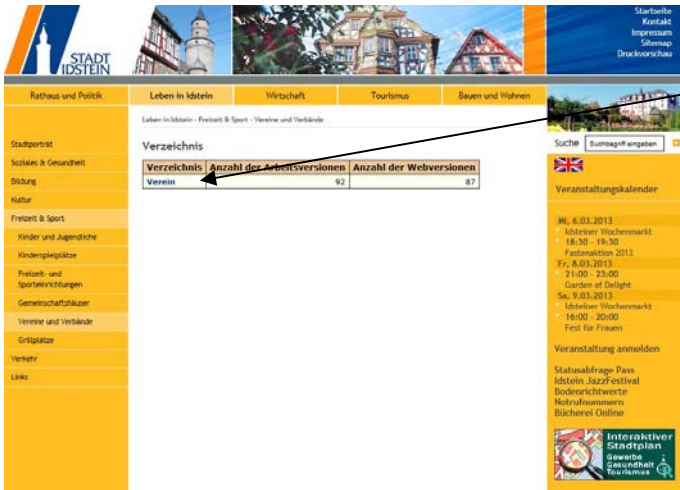 STADT
IDSTEIN
Startseite
Kontakt
Impressum
Sitemap
Druckvorschau
Rathaus und Politik
Leben in Idstein
Wirtschaft
Tourismus
Bauen und Wohnen
Leben in Idstein - Freizeit & Sport - Vereine und Verbände
Stadtporträt
Soziales & Gesundheit
Bildung
Kultur
Freizeit & Sport
Kinder und Jugendliche
Kinderspielplätze
Freizeit- und
Sporteinrichtungen
Gemeinschaftshäuser
Vereine und Verbände
Grillplätze
Verkehr
Links
Verzeichnis
Verzeichnis Anzahl der Arbeitsversionen Anzahl der Webversionen
Verein 92 87
Suche Suchbegriff eingeben
Veranstaltungskalender
Mi, 6.03.2013
Idsteiner Wochenmarkt
18:30 - 19:30
Fastenaktion 2013
Fr, 8.03.2013
21:00 - 23:00
Garden of Delight
Sa, 9.03.2013
Idsteiner Wochenmarkt
16:00 - 20:00
Fest für Frauen
Veranstaltung anmelden
Statusabfrage Pass
Idstein JazzFestival
Bodenrichtwerte
Notrufnummern
Bücherei Online
Interaktiver
Stadtplan
Gewerbe
Gesundheit
Tourismus